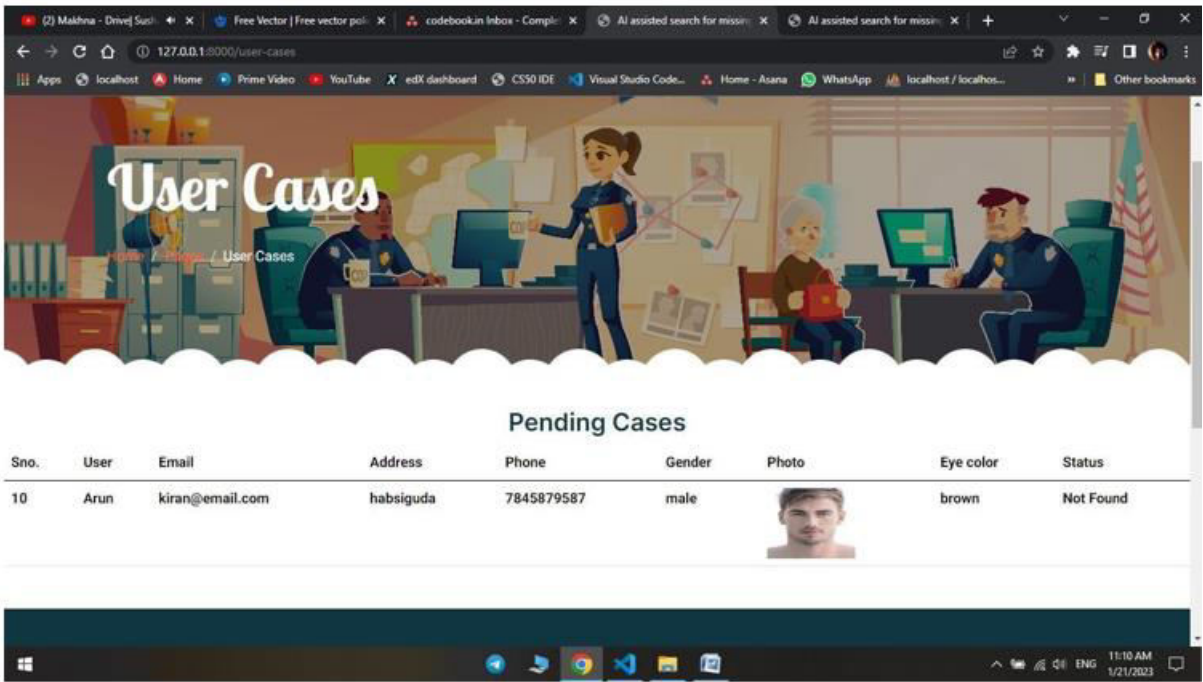 (2) Makhna - Drive| Sush
Free Vector | Free vector poli
codebook.in Inbox - Comple
AI assisted search for missing
AI assisted search for missing
127.0.0.1:8000/user-cases
Apps localhost Home Prime Video YouTube edX dashboard CS50 IDE Visual Studio Code... Home - Asana WhatsApp localhost / localhos... Other bookmarks
User Cases
Home / Pages / User Cases
COP
COP
Pending Cases
Sno. User Email Address Phone Gender Photo Eye color Status
10 Arun kiran@email.com habsiguda 7845879587 male brown Not Found
ENG
11:10 AM
1/21/2023